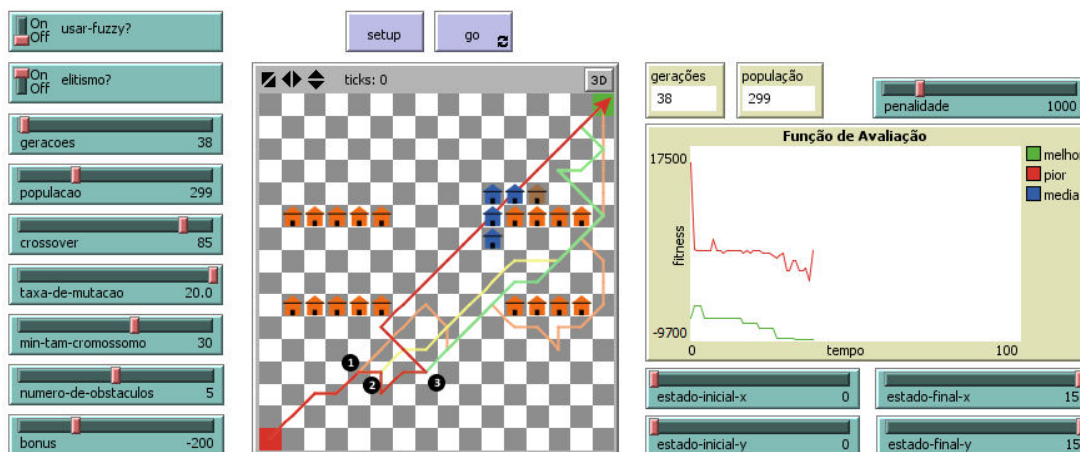 On
Off
usar-fuzzy?
On
Off
elitismo?
geracoes 38
populacao 299
crossover 85
taxa-de-mutacao 20.0
min-tam-cromossomo 30
numero-de-obstaculos 5
bonus -200
setup
go
ticks: 0
3D
1
2
3
gerações
38
população
299
penalidade 1000
Função de Avaliação
17500
fitness
-9700
0
tempo
100
melhor
pior
media
estado-inicial-x 0
estado-final-x 15
estado-inicial-y 0
estado-final-y 15